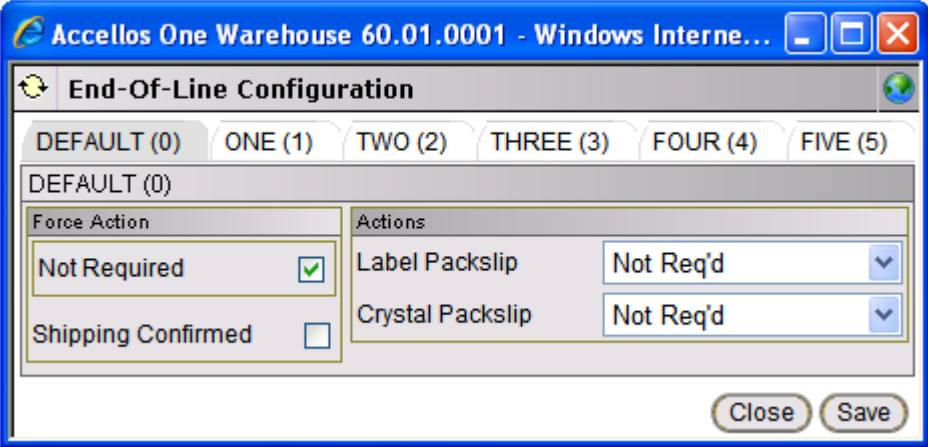 Accellos One Warehouse 60.01.0001 - Windows Interne...
End-Of-Line Configuration
DEFAULT (0) ONE (1) TWO (2) THREE (3) FOUR (4) FIVE (5)
DEFAULT (0)
Force Action
Not Required
Shipping Confirmed
Actions
Label Packslip Not Req'd
Crystal Packslip Not Req'd
Close Save